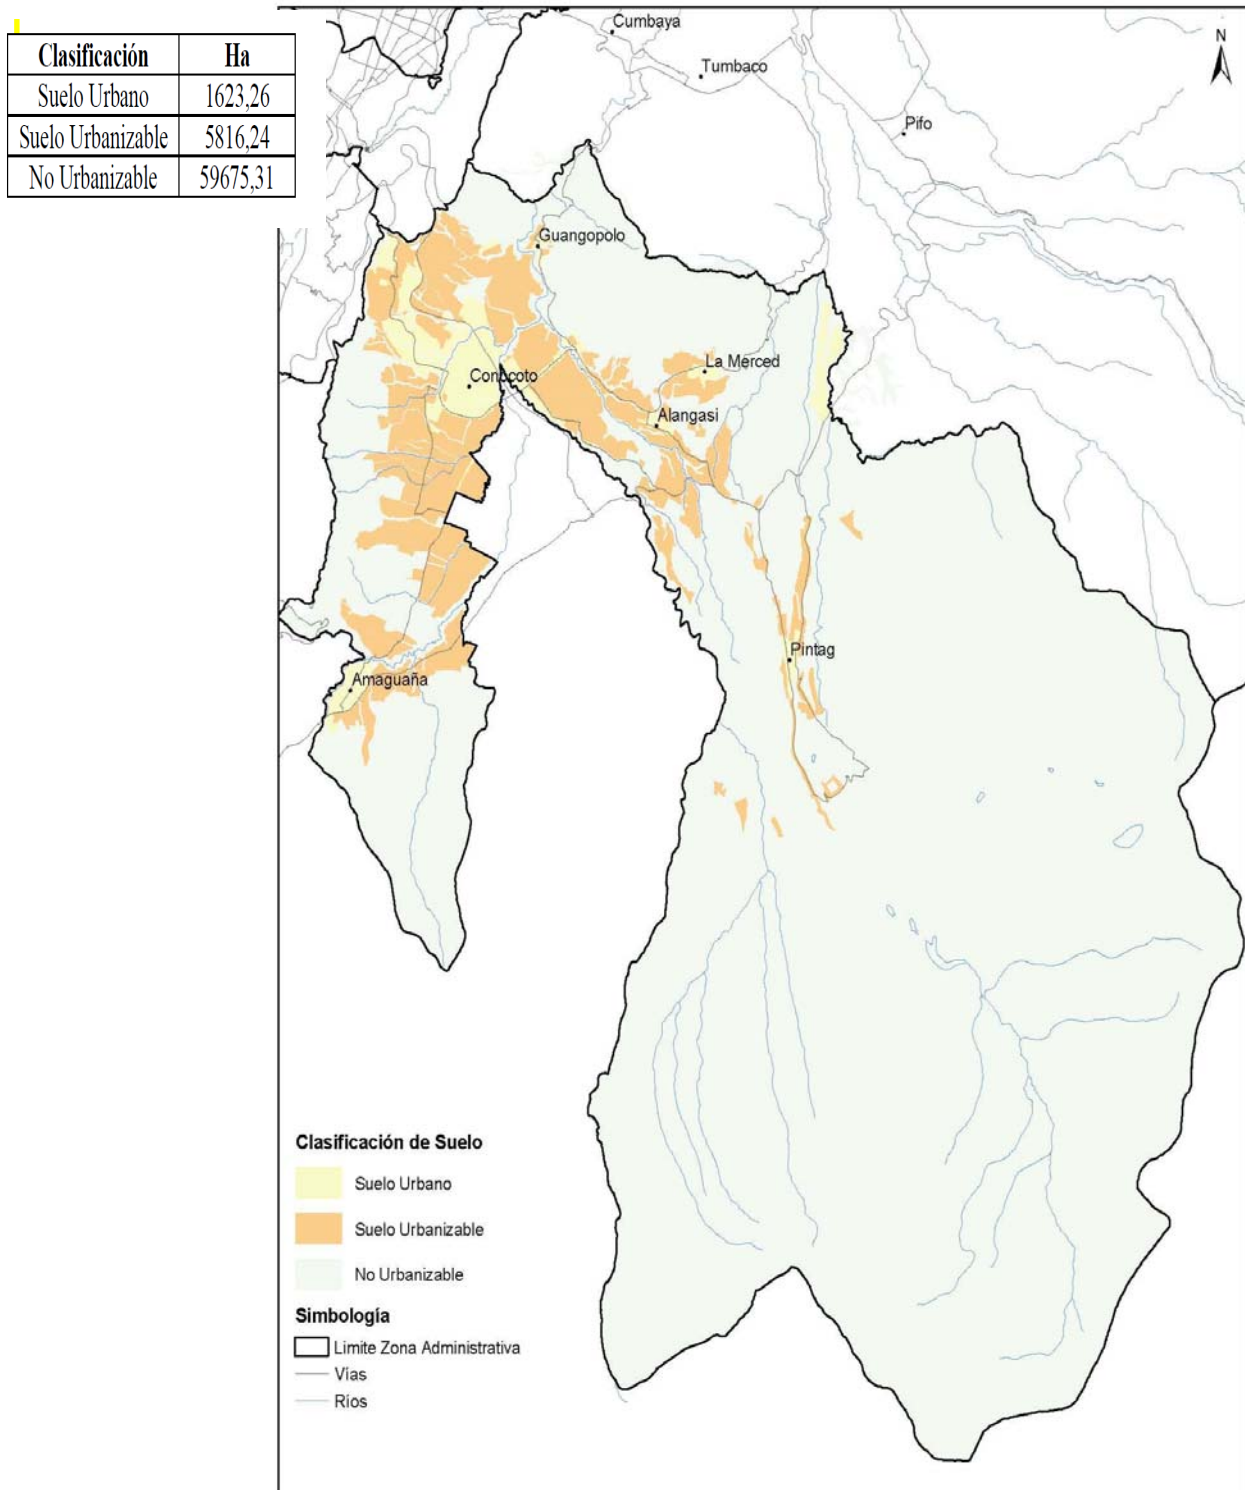 Clasificación Ha
Suelo Urbano 1623,26
Suelo Urbanizable 5816,24
No Urbanizable 59675,31
Cumbaya
Tumbaco
N
Pifo
Guangopolo
La Merced
Conocoto
Alangasi
Pintag
Amaguaña
Clasificación de Suelo
Suelo Urbano
Suelo Urbanizable
No Urbanizable
Simbología
Limite Zona Administrativa
Vías
Ríos